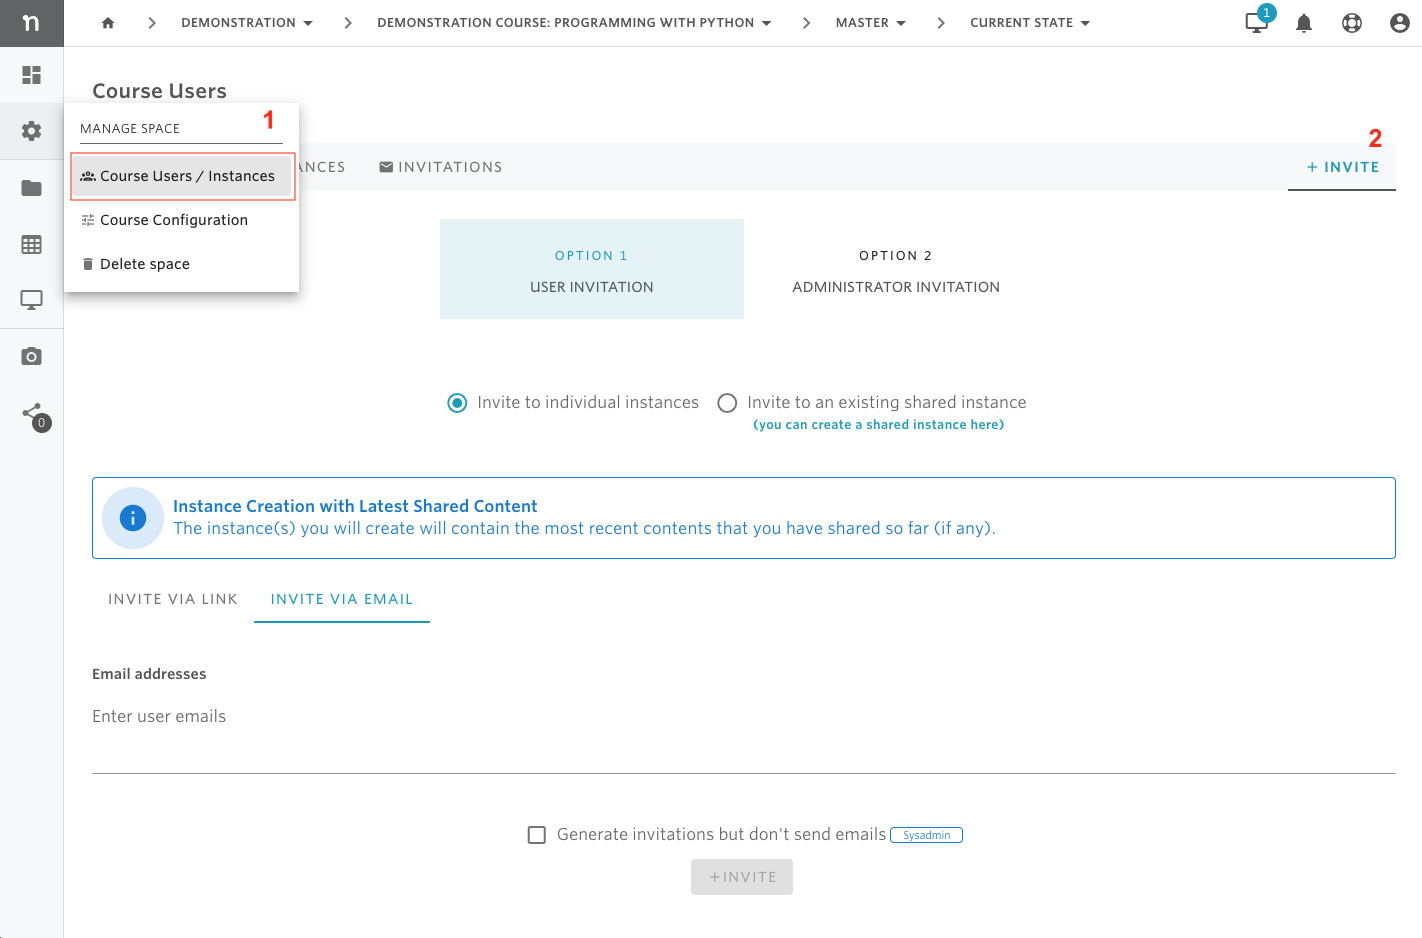 n
DEMONSTRATION
DEMONSTRATION COURSE: PROGRAMMING WITH PYTHON
MASTER
CURRENT STATE
1
Course Users
MANAGE SPACE
1
Course Users / Instances
Course Configuration
Delete space
ANCES
INVITATIONS
2
+ INVITE
OPTION 1
USER INVITATION
OPTION 2
ADMINISTRATOR INVITATION
Invite to individual instances
Invite to an existing shared instance
(you can create a shared instance here)
0
Instance Creation with Latest Shared Content
The instance(s) you will create will contain the most recent contents that you have shared so far (if any).
INVITE VIA LINK
INVITE VIA EMAIL
Email addresses
Enter user emails
Generate invitations but don't send emails
Sysadmin
+INVITE